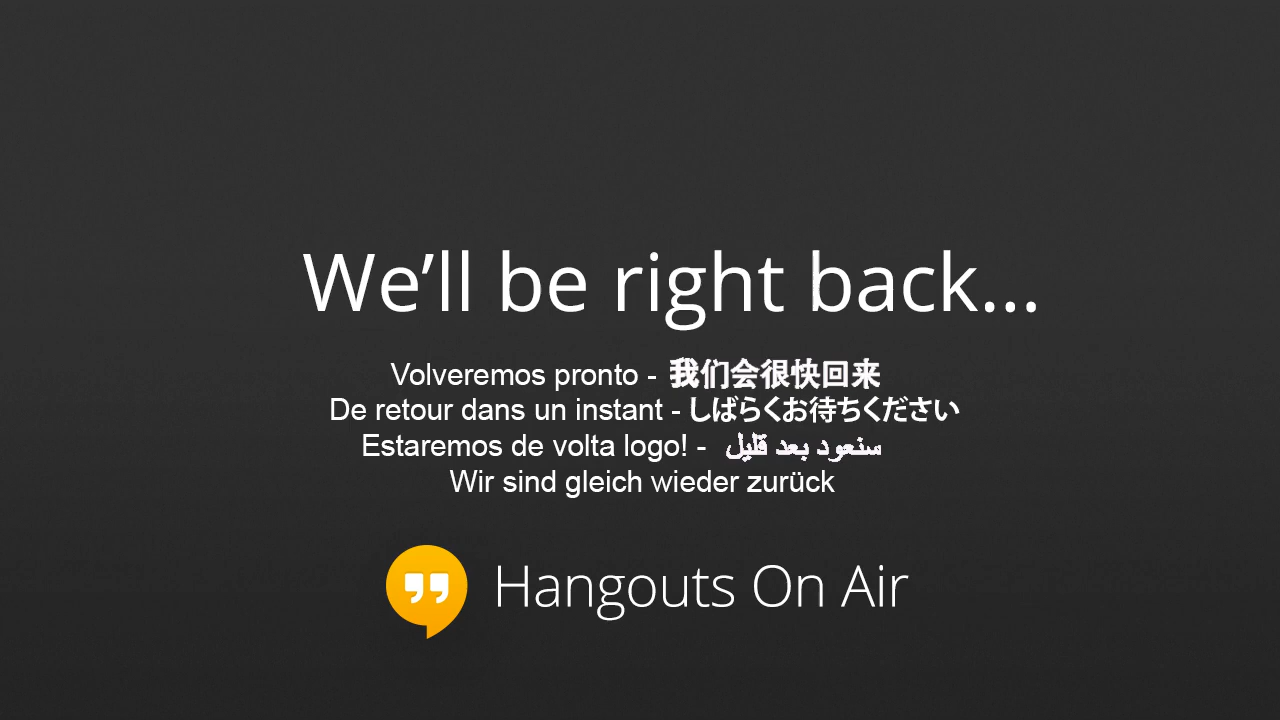 We’ll be right back...
Volveremos pronto - 我们会很快回来
De retour dans un instant - しばらくお待ちください
Estaremos de volta logo! - سنعود بعد قليل
Wir sind gleich wieder zurück
Hangouts On Air